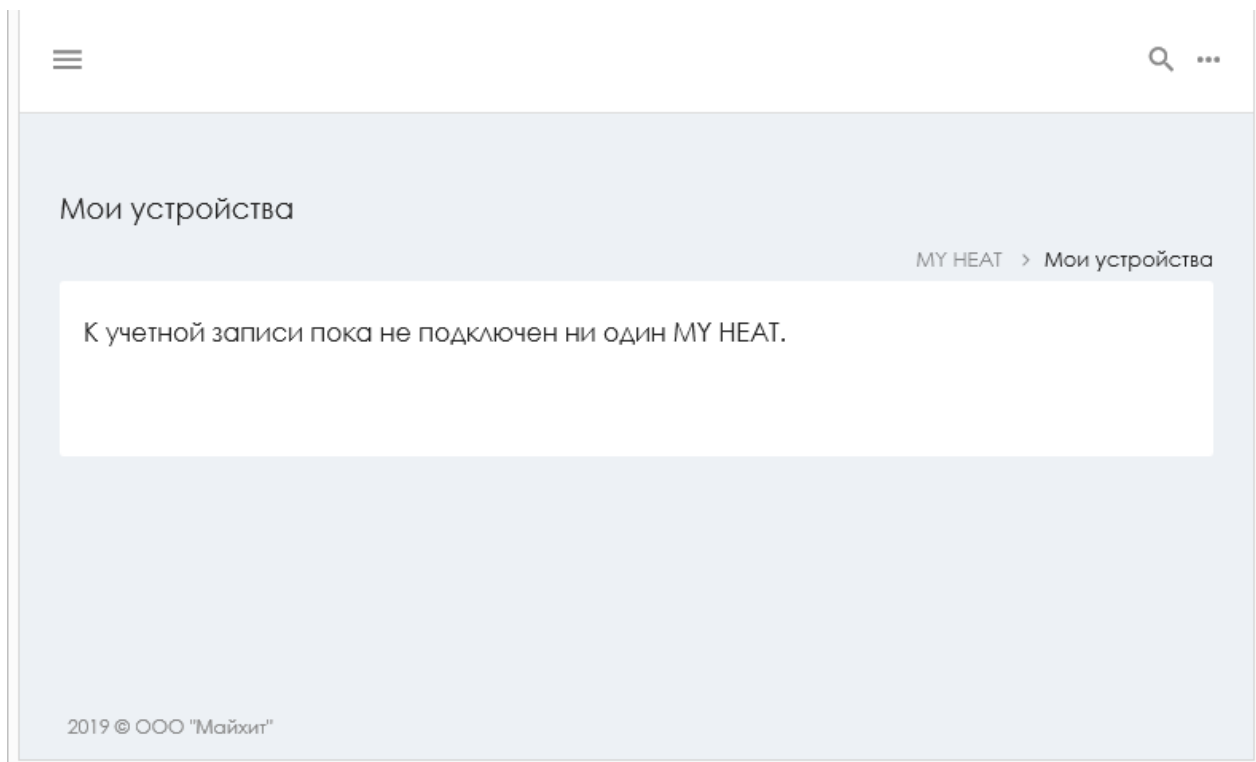 Мои устройства
MY HEAT > Мои устройства
К учетной записи пока не подключен ни один MY HEAT.
2019 © ООО "Майхит"